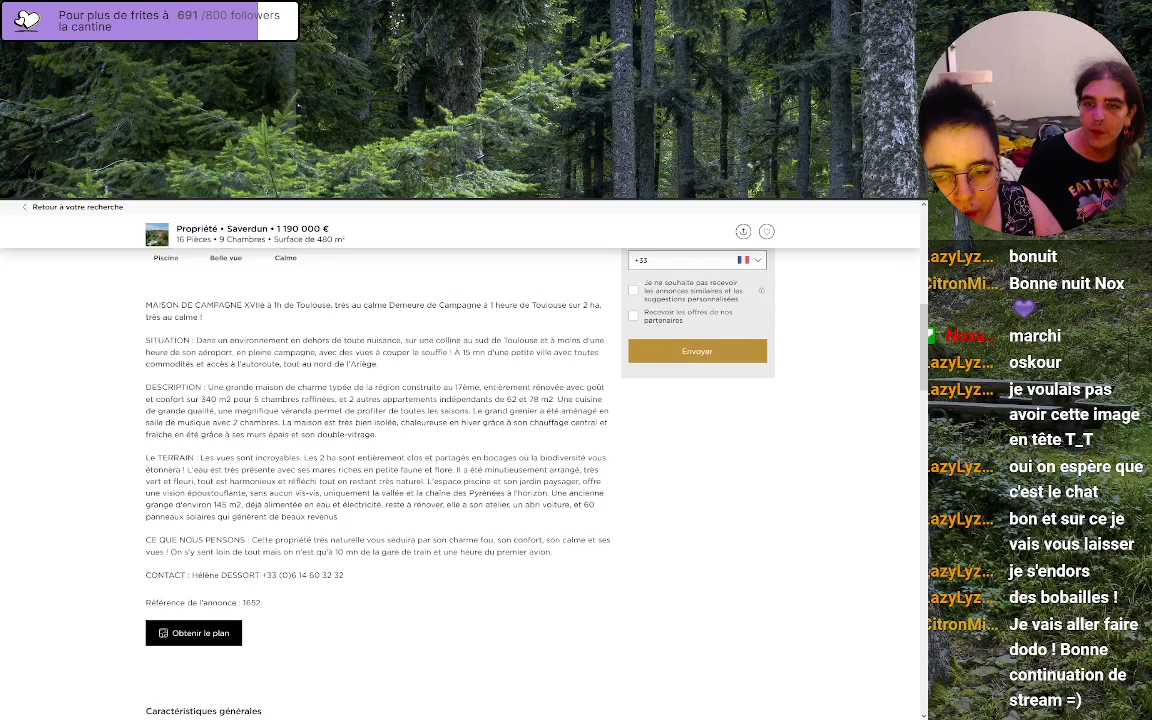 Pour plus de frites à
la cantine
691 /800 followers
Retour à votre recherche
Propriété • Saverdun • 1 190 000 €
16 Pièces • 9 Chambres • Surface de 480 m²
Piscine
Belle vue
Calme
+33
Je ne souhaite pas recevoir
les annonces similaires et les
suggestions personnalisées
Recevoir les offres de nos
partenaires
Envoyer
MAISON DE CAMPAGNE XVIIè à 1h de Toulouse, très au calme Demeure de Campagne à 1 heure de Toulouse sur 2 ha,
très au calme !
SITUATION : Dans un environnement en dehors de toute nuisance, sur une colline au sud de Toulouse et à moins d'une
heure de son aéroport, en pleine campagne, avec des vues à couper le souffle ! A 15 mn d'une petite ville avec toutes
commodités et accès à l'autoroute, tout au nord de l'Ariège.
DESCRIPTION : Une grande maison de charme typée de la région construite au 17ème, entièrement rénovée avec goût
et confort sur 340 m2 pour 5 chambres raffinées, et 2 autres appartements indépendants de 62 et 78 m2. Une cuisine
de grande qualité, une magnifique véranda permet de profiter de toutes les saisons. Le grand grenier a été aménagé en
salle de musique avec 2 chambres. La maison est très bien isolée, chaleureuse en hiver grâce à son chauffage central et
fraiche en été grâce à ses murs épais et son double-vitrage.
Le TERRAIN : Les vues sont incroyables. Les 2 ha sont entièrement clos et partagés en bocages où la biodiversité vous
étonnera ! L'eau est très présente avec ses mares riches en petite faune et flore. Il a été minutieusement arrangé, très
vert et fleuri, tout est harmonieux et réfléchi tout en restant très naturel. L'espace piscine et son jardin paysager, offre
une vision époustouflante, sans aucun vis-vis, uniquement la vallée et la chaîne des Pyrénées à l'horizon. Une ancienne
grange d'environ 145 m2, déjà alimentée en eau et électricité, reste à rénover, elle a son atelier, un abri voiture, et 60
panneaux solaires qui génèrent de beaux revenus
CE QUE NOUS PENSONS : Cette propriété très naturelle vous séduira par son charme fou, son confort, son calme et ses
vues ! On s'y sent loin de tout mais on n'est qu'à 10 mn de la gare de train et une heure du premier avion.
CONTACT : Hélène DESSORT +33 (0)6 14 60 32 32
Référence de l'annonce : 1652
Obtenir le plan
Caractéristiques générales
EAT TRA
LazyLyz... bonuit
CitronMi... Bonne nuit Nox
💜
Noxa... marchi
LazyLyz... oskour
LazyLyz... je voulais pas
avoir cette image
en tête T_T
LazyLyz... oui on espère que
c'est le chat
LazyLyz... bon et sur ce je
vais vous laisser
LazyLyz... je s'endors
LazyLyz... des bobailles !
CitronMi... Je vais aller faire
dodo ! Bonne
continuation de
stream =)